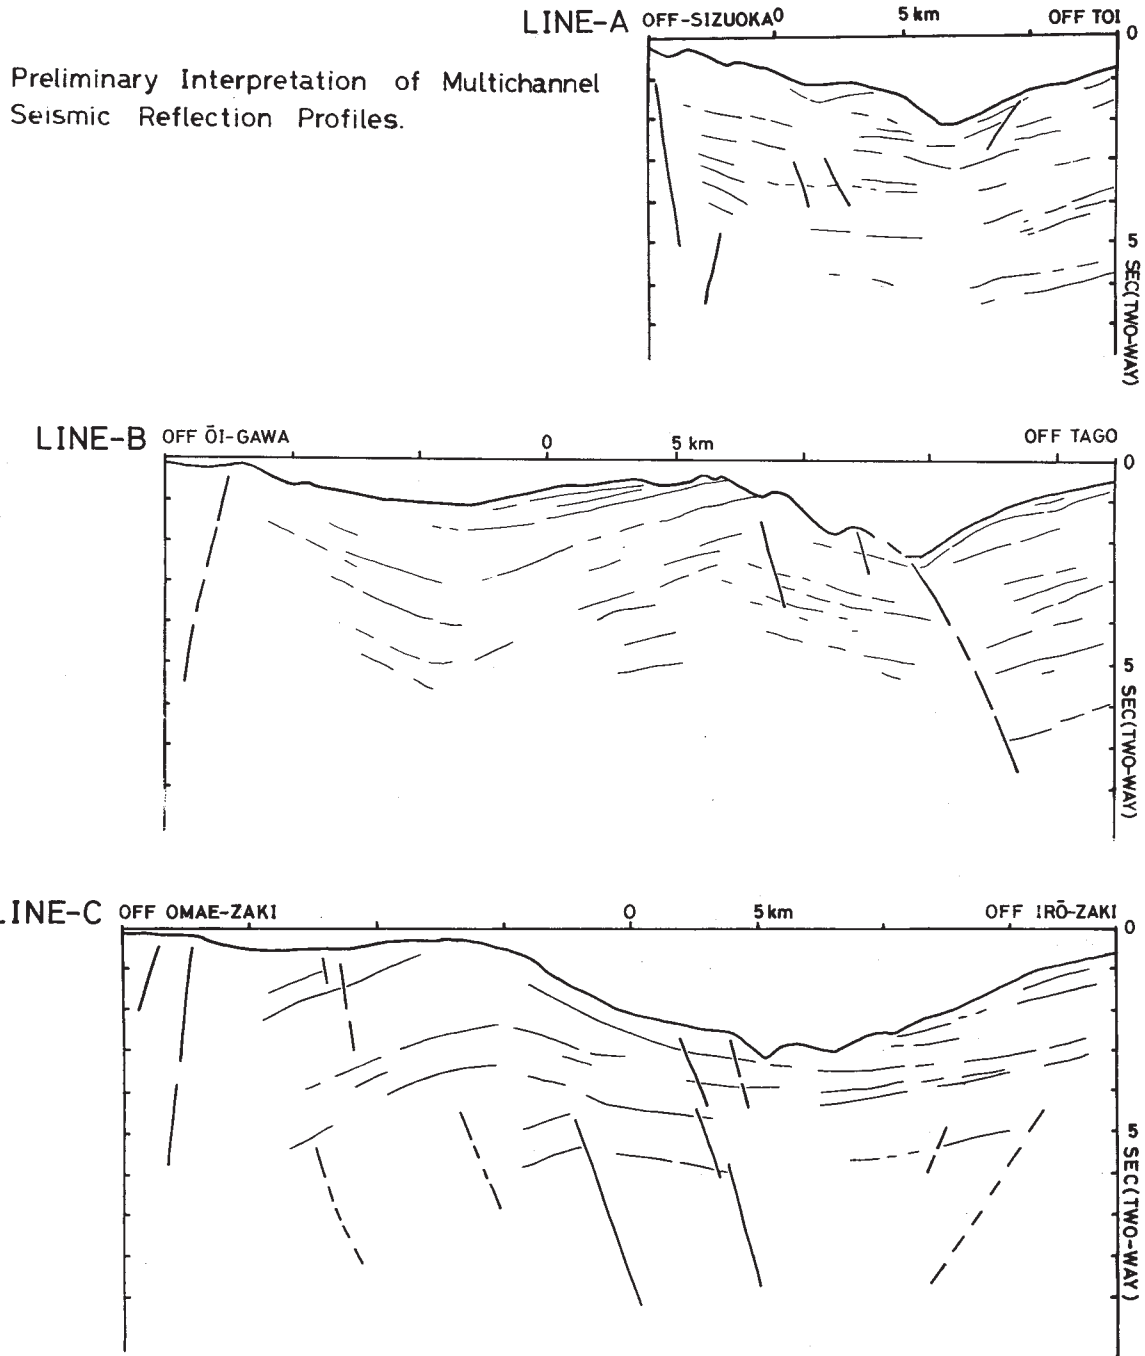 LINE-A OFF-SIZUOKA 0 5 km OFF TOI
0
Preliminary Interpretation of Multichannel
Seismic Reflection Profiles.
5
SEC(TWO-WAY)
LINE-B OFF ŌI-GAWA 0 5 km OFF TAGO
0
5
SEC(TWO-WAY)
LINE-C OFF OMAE-ZAKI 0 5 km OFF IRŌ-ZAKI
0
5
SEC(TWO-WAY)